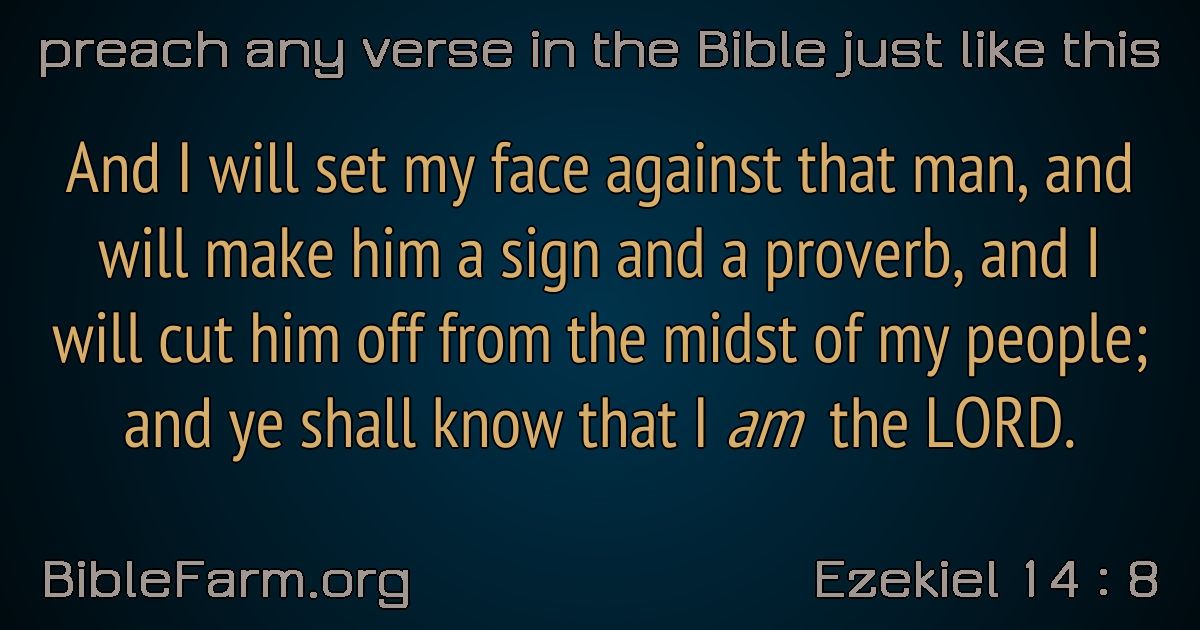 preach any verse in the Bible just like this
And I will set my face against that man, and
will make him a sign and a proverb, and I
will cut him off from the midst of my people;
and ye shall know that I am the LORD.
BibleFarm.org
Ezekiel 14 : 8